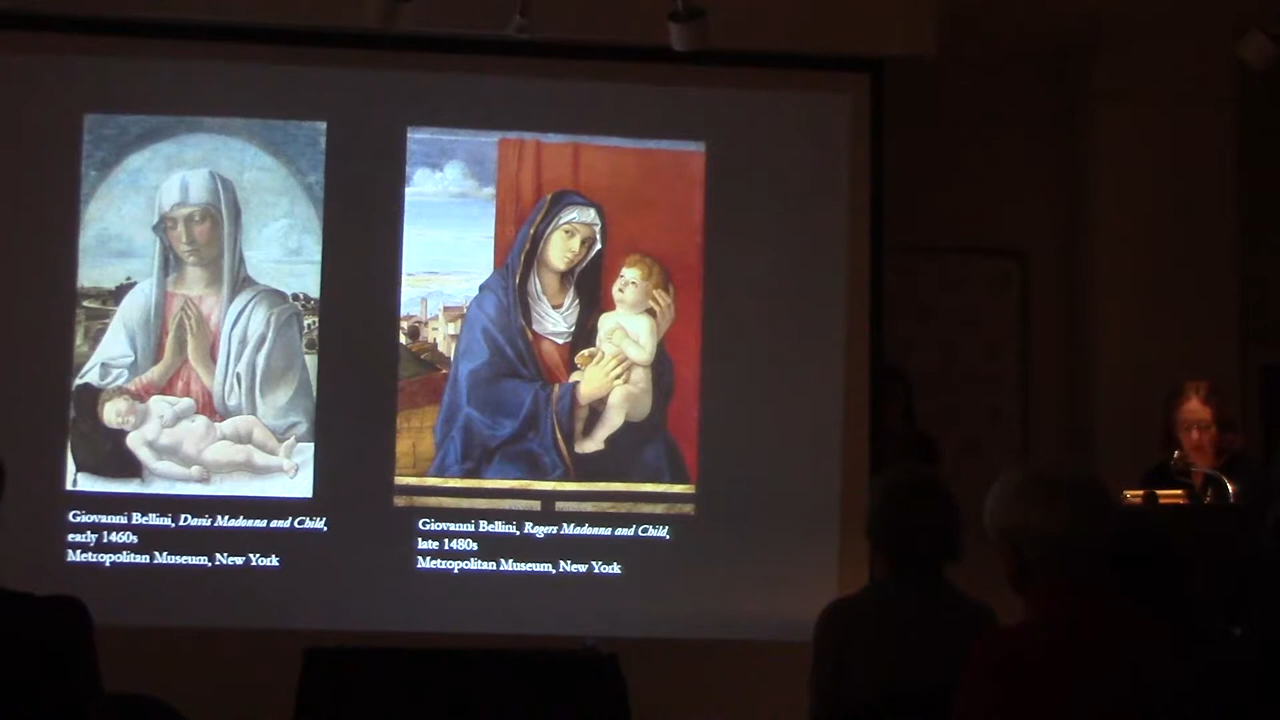 Giovanni Bellini, Davis Madonna and Child,
early 1460s
Metropolitan Museum, New York
Giovanni Bellini, Rogers Madonna and Child,
late 1480s
Metropolitan Museum, New York